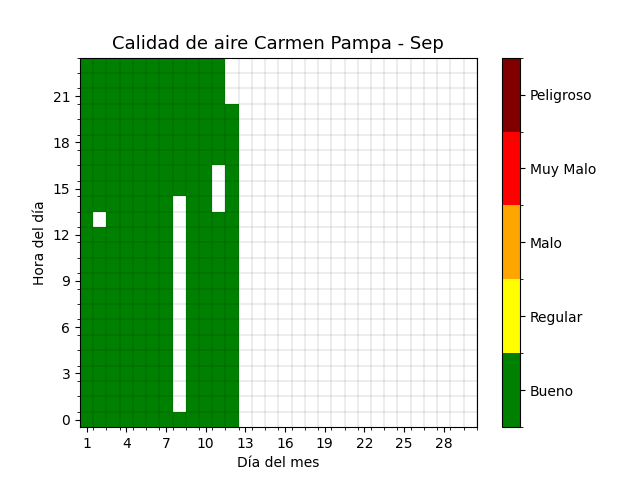 Calidad de aire Carmen Pampa - Sep
Hora del día
21
18
15
12
9
6
3
0
1 4 7 10 13 16 19 22 25 28
Día del mes
Peligroso
Muy Malo
Malo
Regular
Bueno